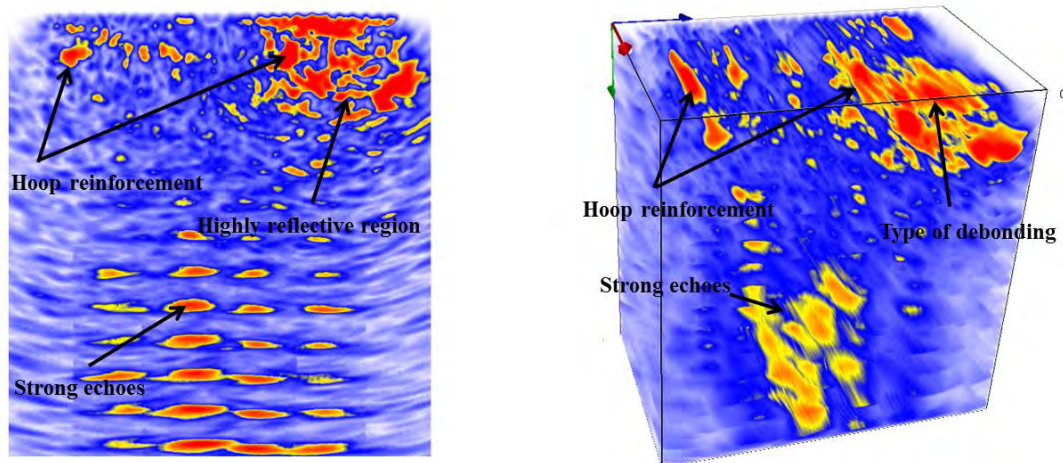 Hoop reinforcement
Highly reflective region
Strong echoes
Hoop reinforcement
Type of debonding
Strong echoes